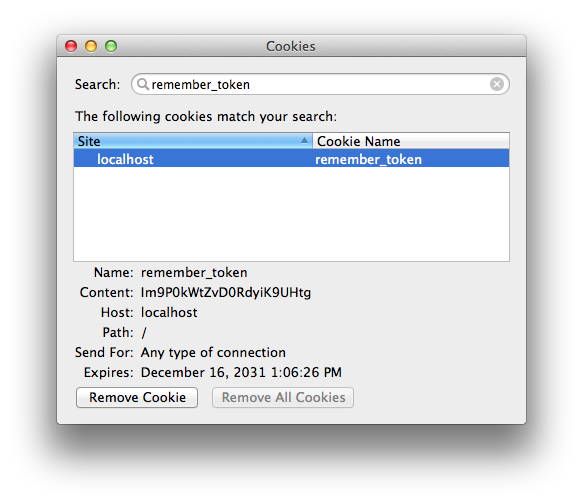 Cookies
Search: remember_token
The following cookies match your search:
Site Cookie Name
localhost remember_token
Name: remember_token
Content: Im9P0kWtZvD0RdyiK9UHtg
Host: localhost
Path: /
Send For: Any type of connection
Expires: December 16, 2031 1:06:26 PM
Remove Cookie Remove All Cookies